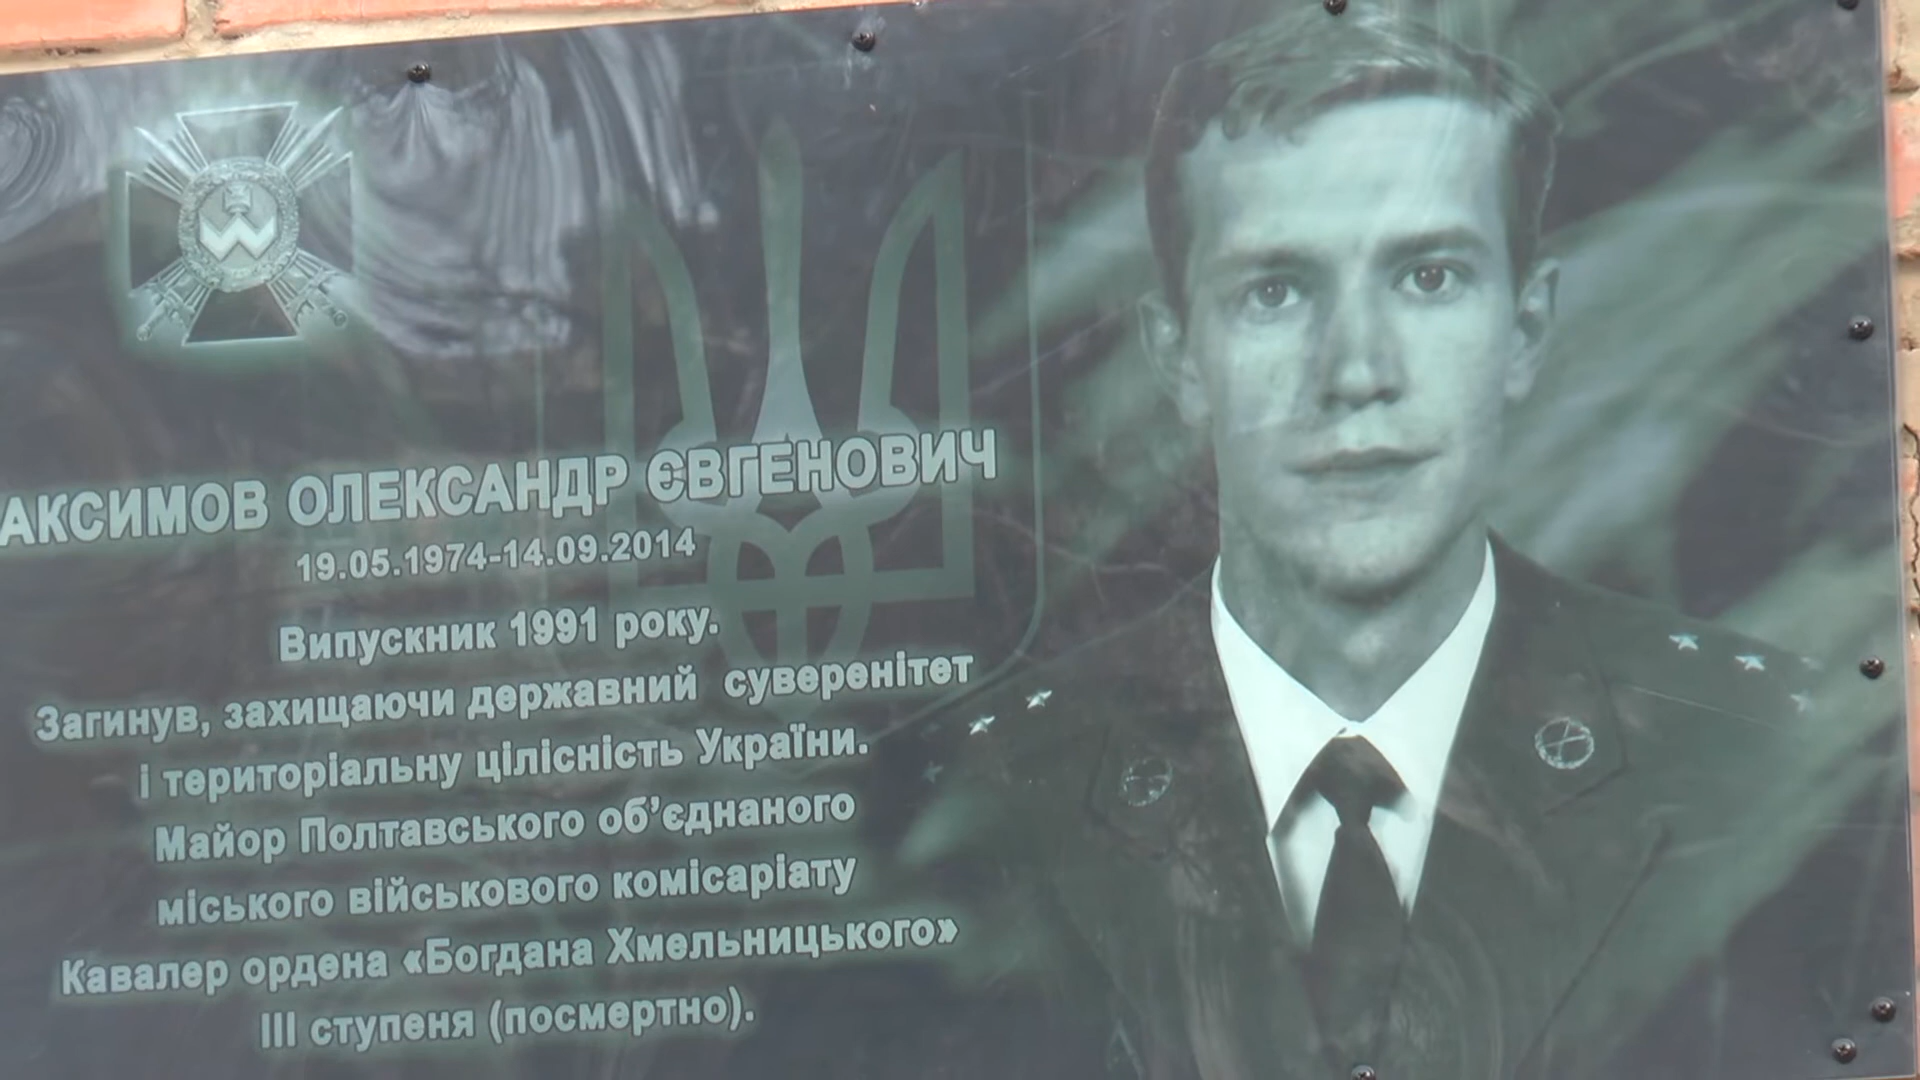 АКСИМОВ ОЛЕКСАНДР ЄВГЕНОВИЧ
19.05.1974-14.09.2014
Випускник 1991 року.
Загинув, захищаючи державний суверенітет
і територіальну цілісність України.
Майор Полтавського об’єднаного
міського військового комісаріату
Кавалер ордена «Богдана Хмельницького»
ІІІ ступеня (посмертно).